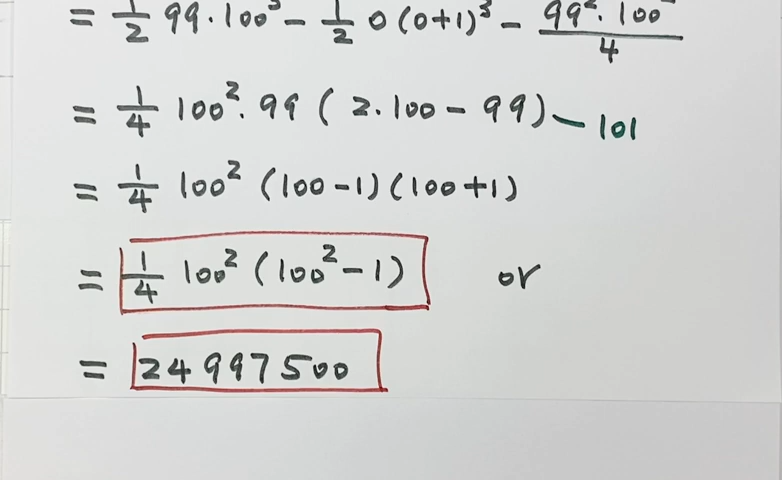 = 1/2 99·100³ - 1/2 0(0+1)³ - 99²·100²/4
= 1/4 100²·99(2·100-99) — 101
= 1/4 100²(100-1)(100+1)
= 1/4 100²(100²-1) or
= 24997500